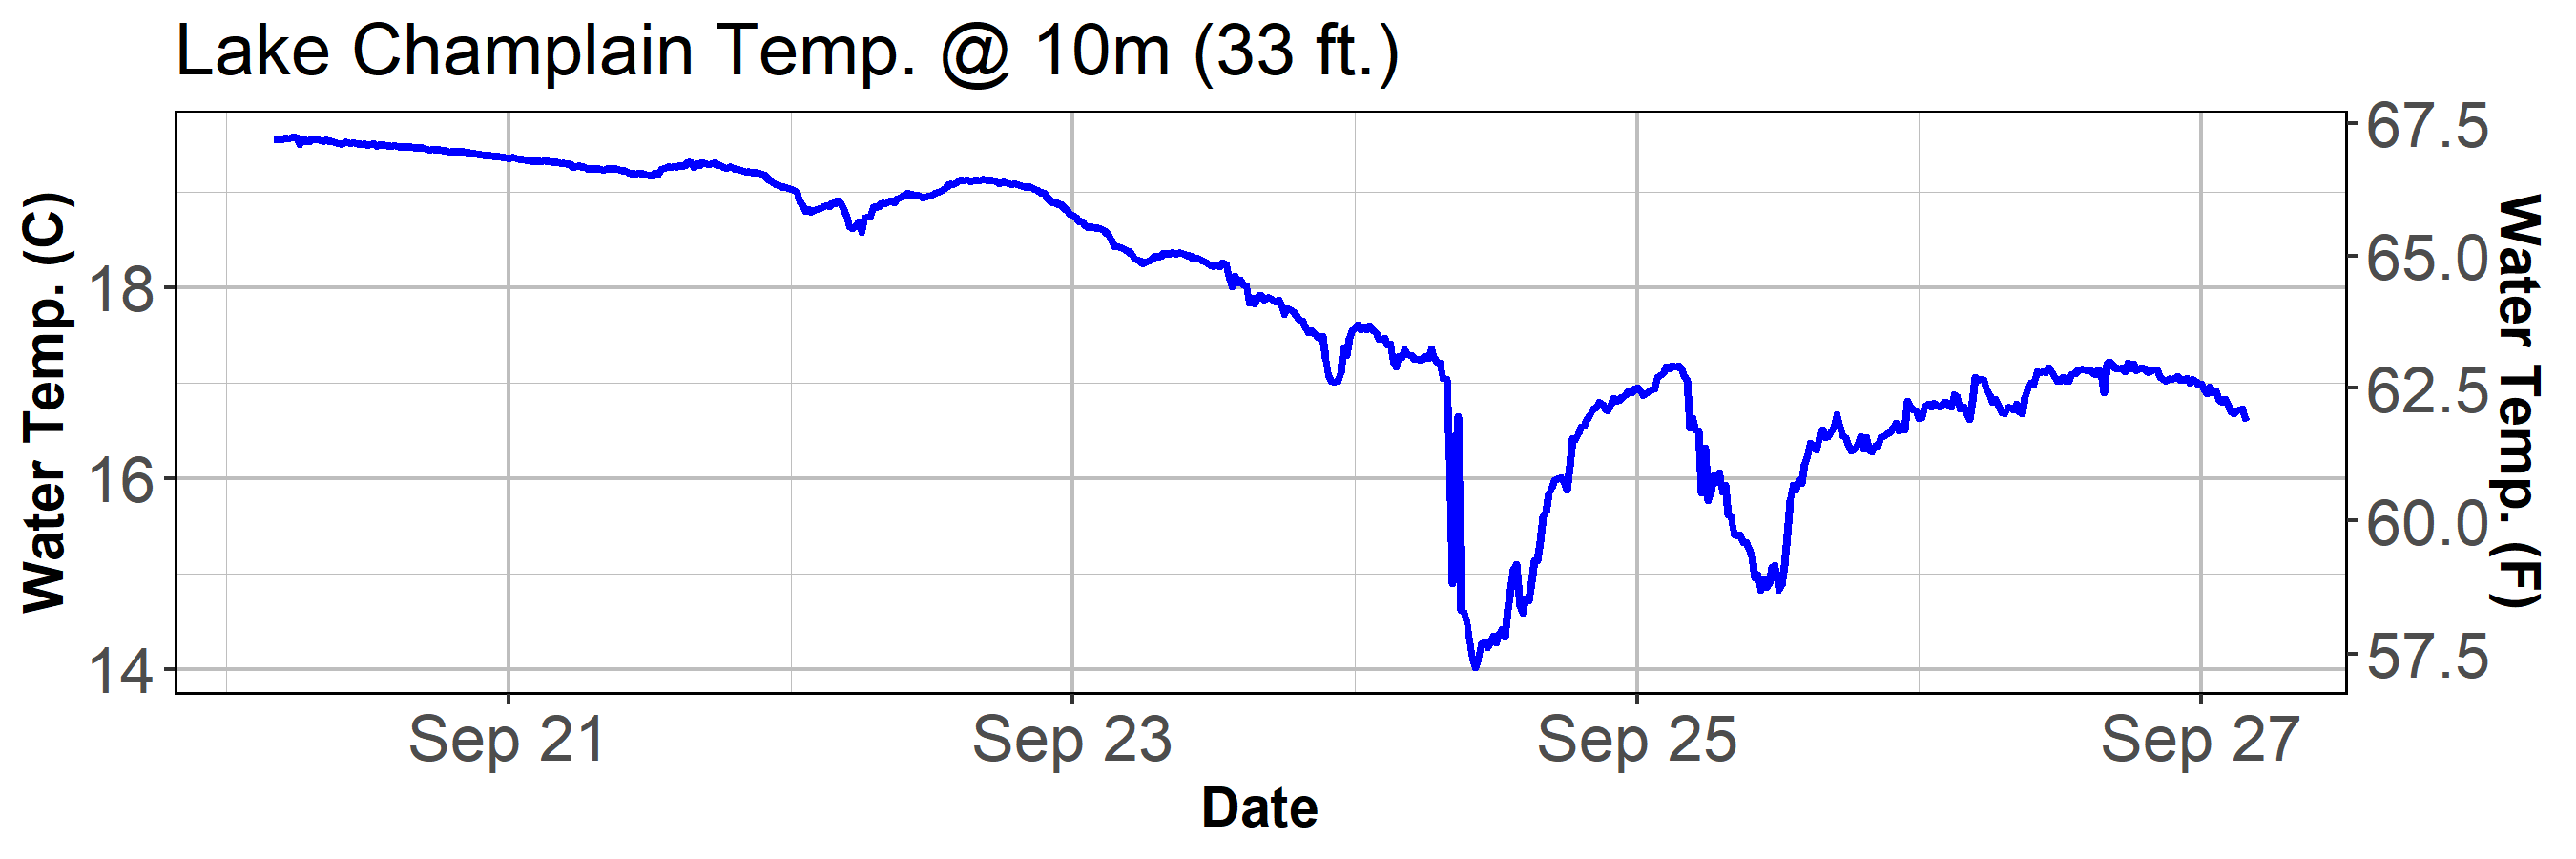 Lake Champlain Temp. @ 10m (33 ft.)
Water Temp. (C)
18
16
14
67.5
65.0
62.5
60.0
57.5
Water Temp. (F)
Sep 21
Sep 23
Sep 25
Sep 27
Date